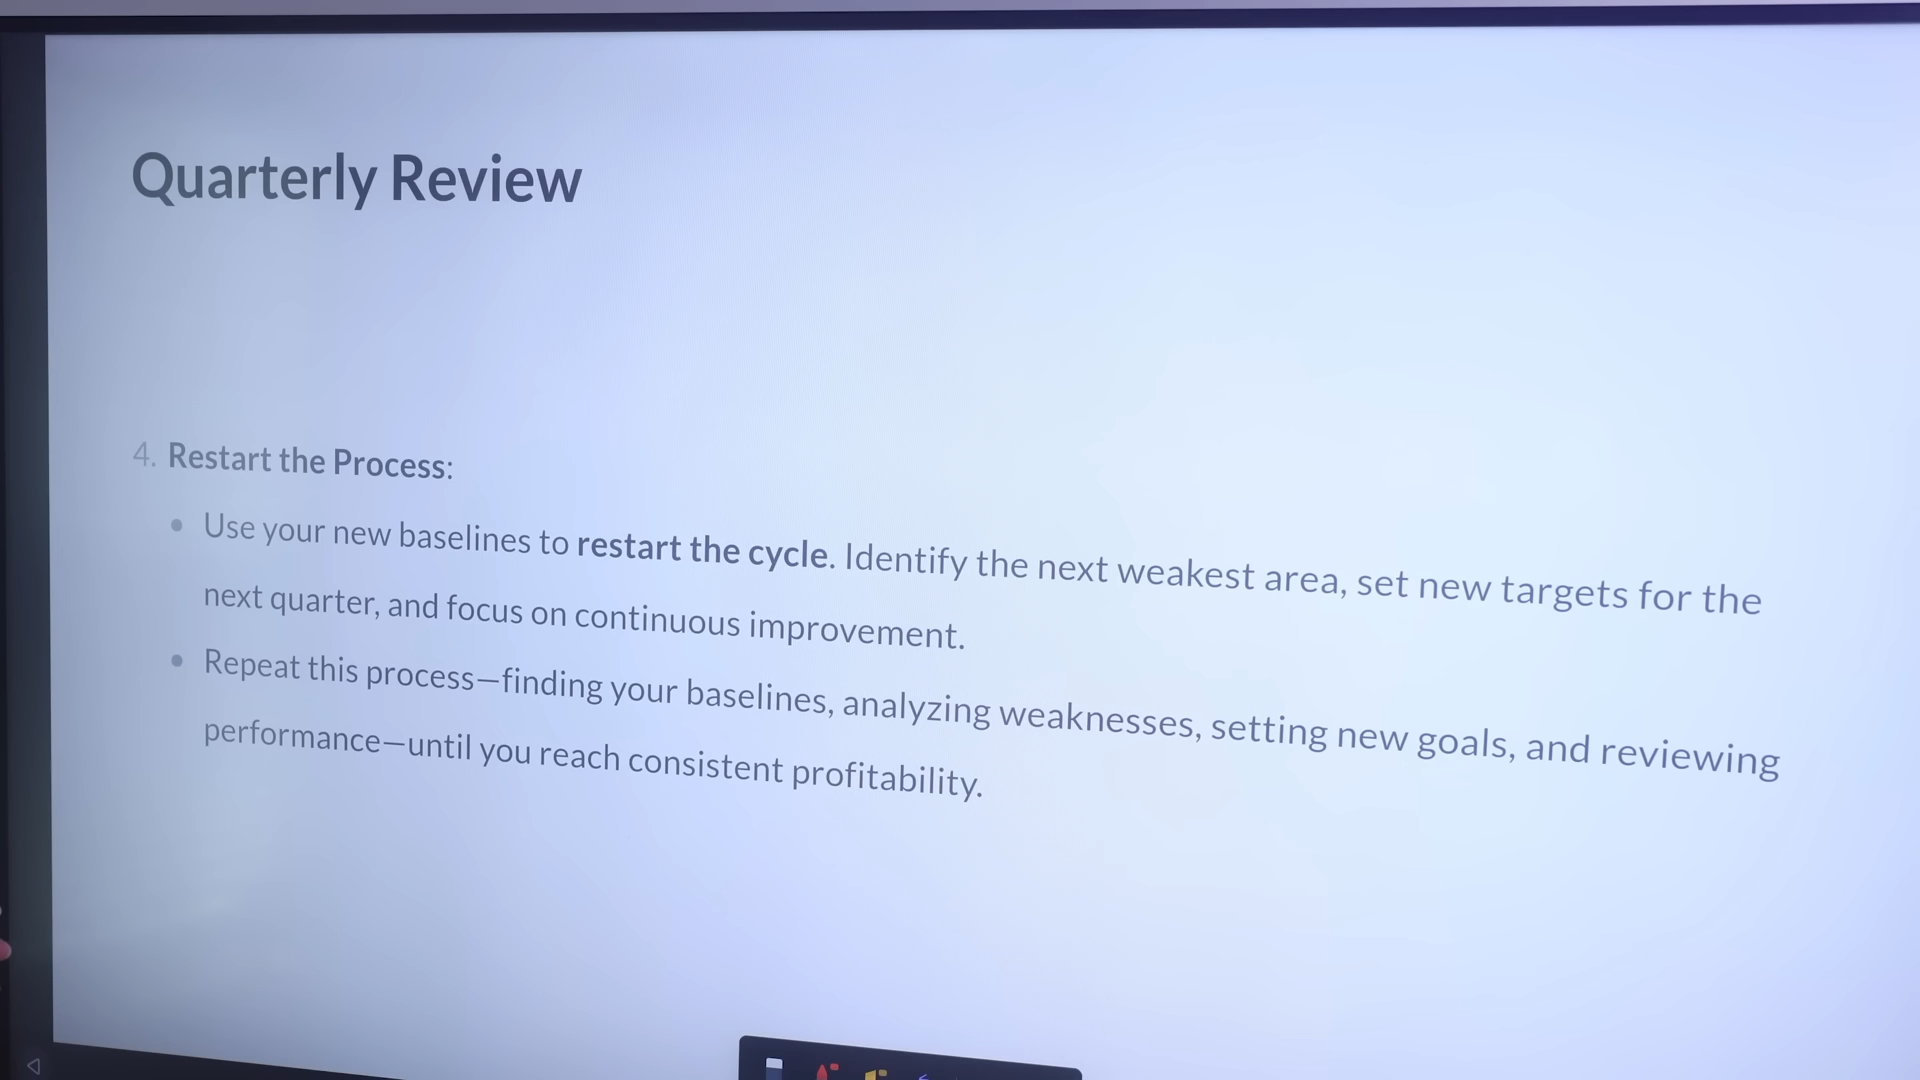 Quarterly Review
4. Restart the Process:
• Use your new baselines to restart the cycle. Identify the next weakest area, set new targets for the
next quarter, and focus on continuous improvement.
• Repeat this process—finding your baselines, analyzing weaknesses, setting new goals, and reviewing
performance—until you reach consistent profitability.